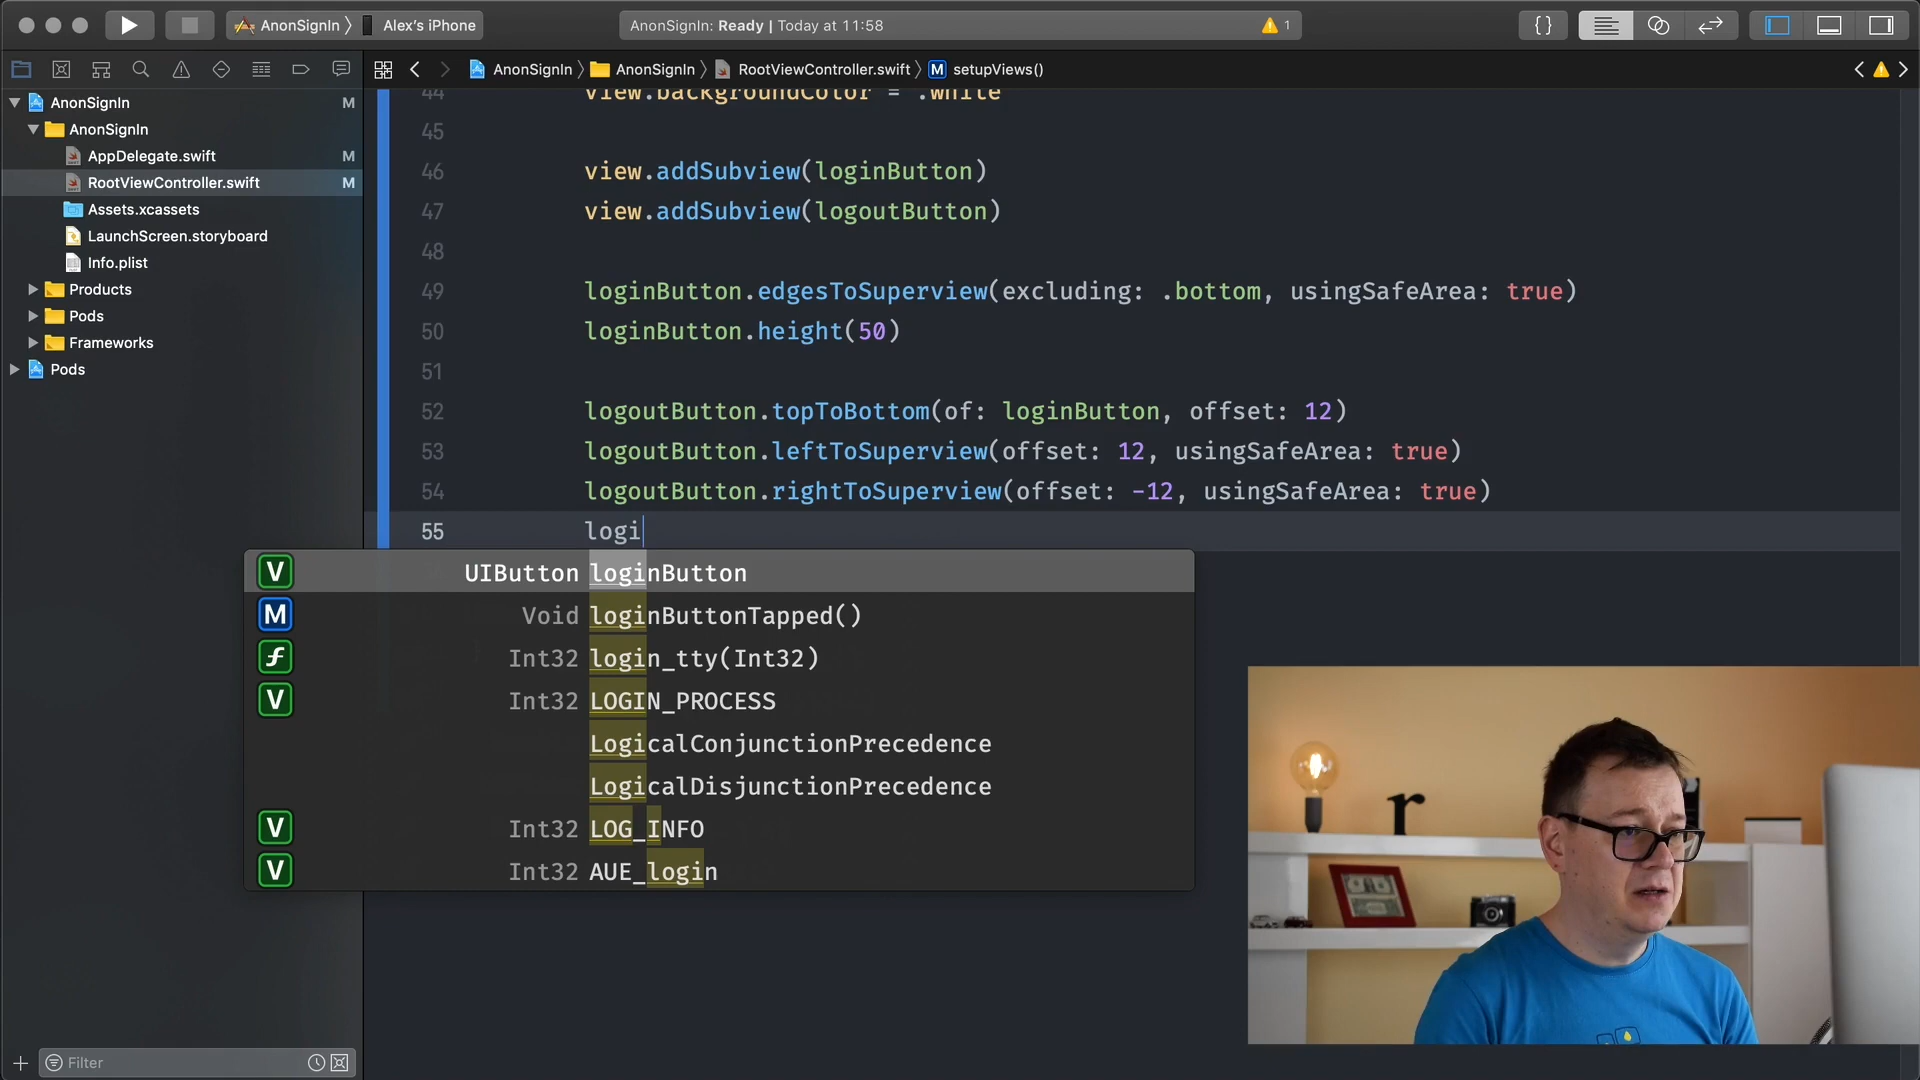 AnonSignIn
Alex's iPhone
AnonSignIn: Ready | Today at 11:58
1
{}
AnonSignIn
AnonSignIn
RootViewController.swift
M
setupViews()
AnonSignIn
M
AnonSignIn
AppDelegate.swift
M
RootViewController.swift
M
Assets.xcassets
LaunchScreen.storyboard
Info.plist
Products
Pods
Frameworks
Pods
44 view.backgroundColor = .white
45
46 view.addSubview(loginButton)
47 view.addSubview(logoutButton)
48
49 loginButton.edgesToSuperview(excluding: .bottom, usingSafeArea: true)
50 loginButton.height(50)
51
52 logoutButton.topToBottom(of: loginButton, offset: 12)
53 logoutButton.leftToSuperview(offset: 12, usingSafeArea: true)
54 logoutButton.rightToSuperview(offset: -12, usingSafeArea: true)
55 logi
V UIButton loginButton
M Void loginButtonTapped()
f Int32 login_tty(Int32)
V Int32 LOGIN_PROCESS
LogicalConjunctionPrecedence
LogicalDisjunctionPrecedence
V Int32 LOG_INFO
V Int32 AUE_login
r
Filter